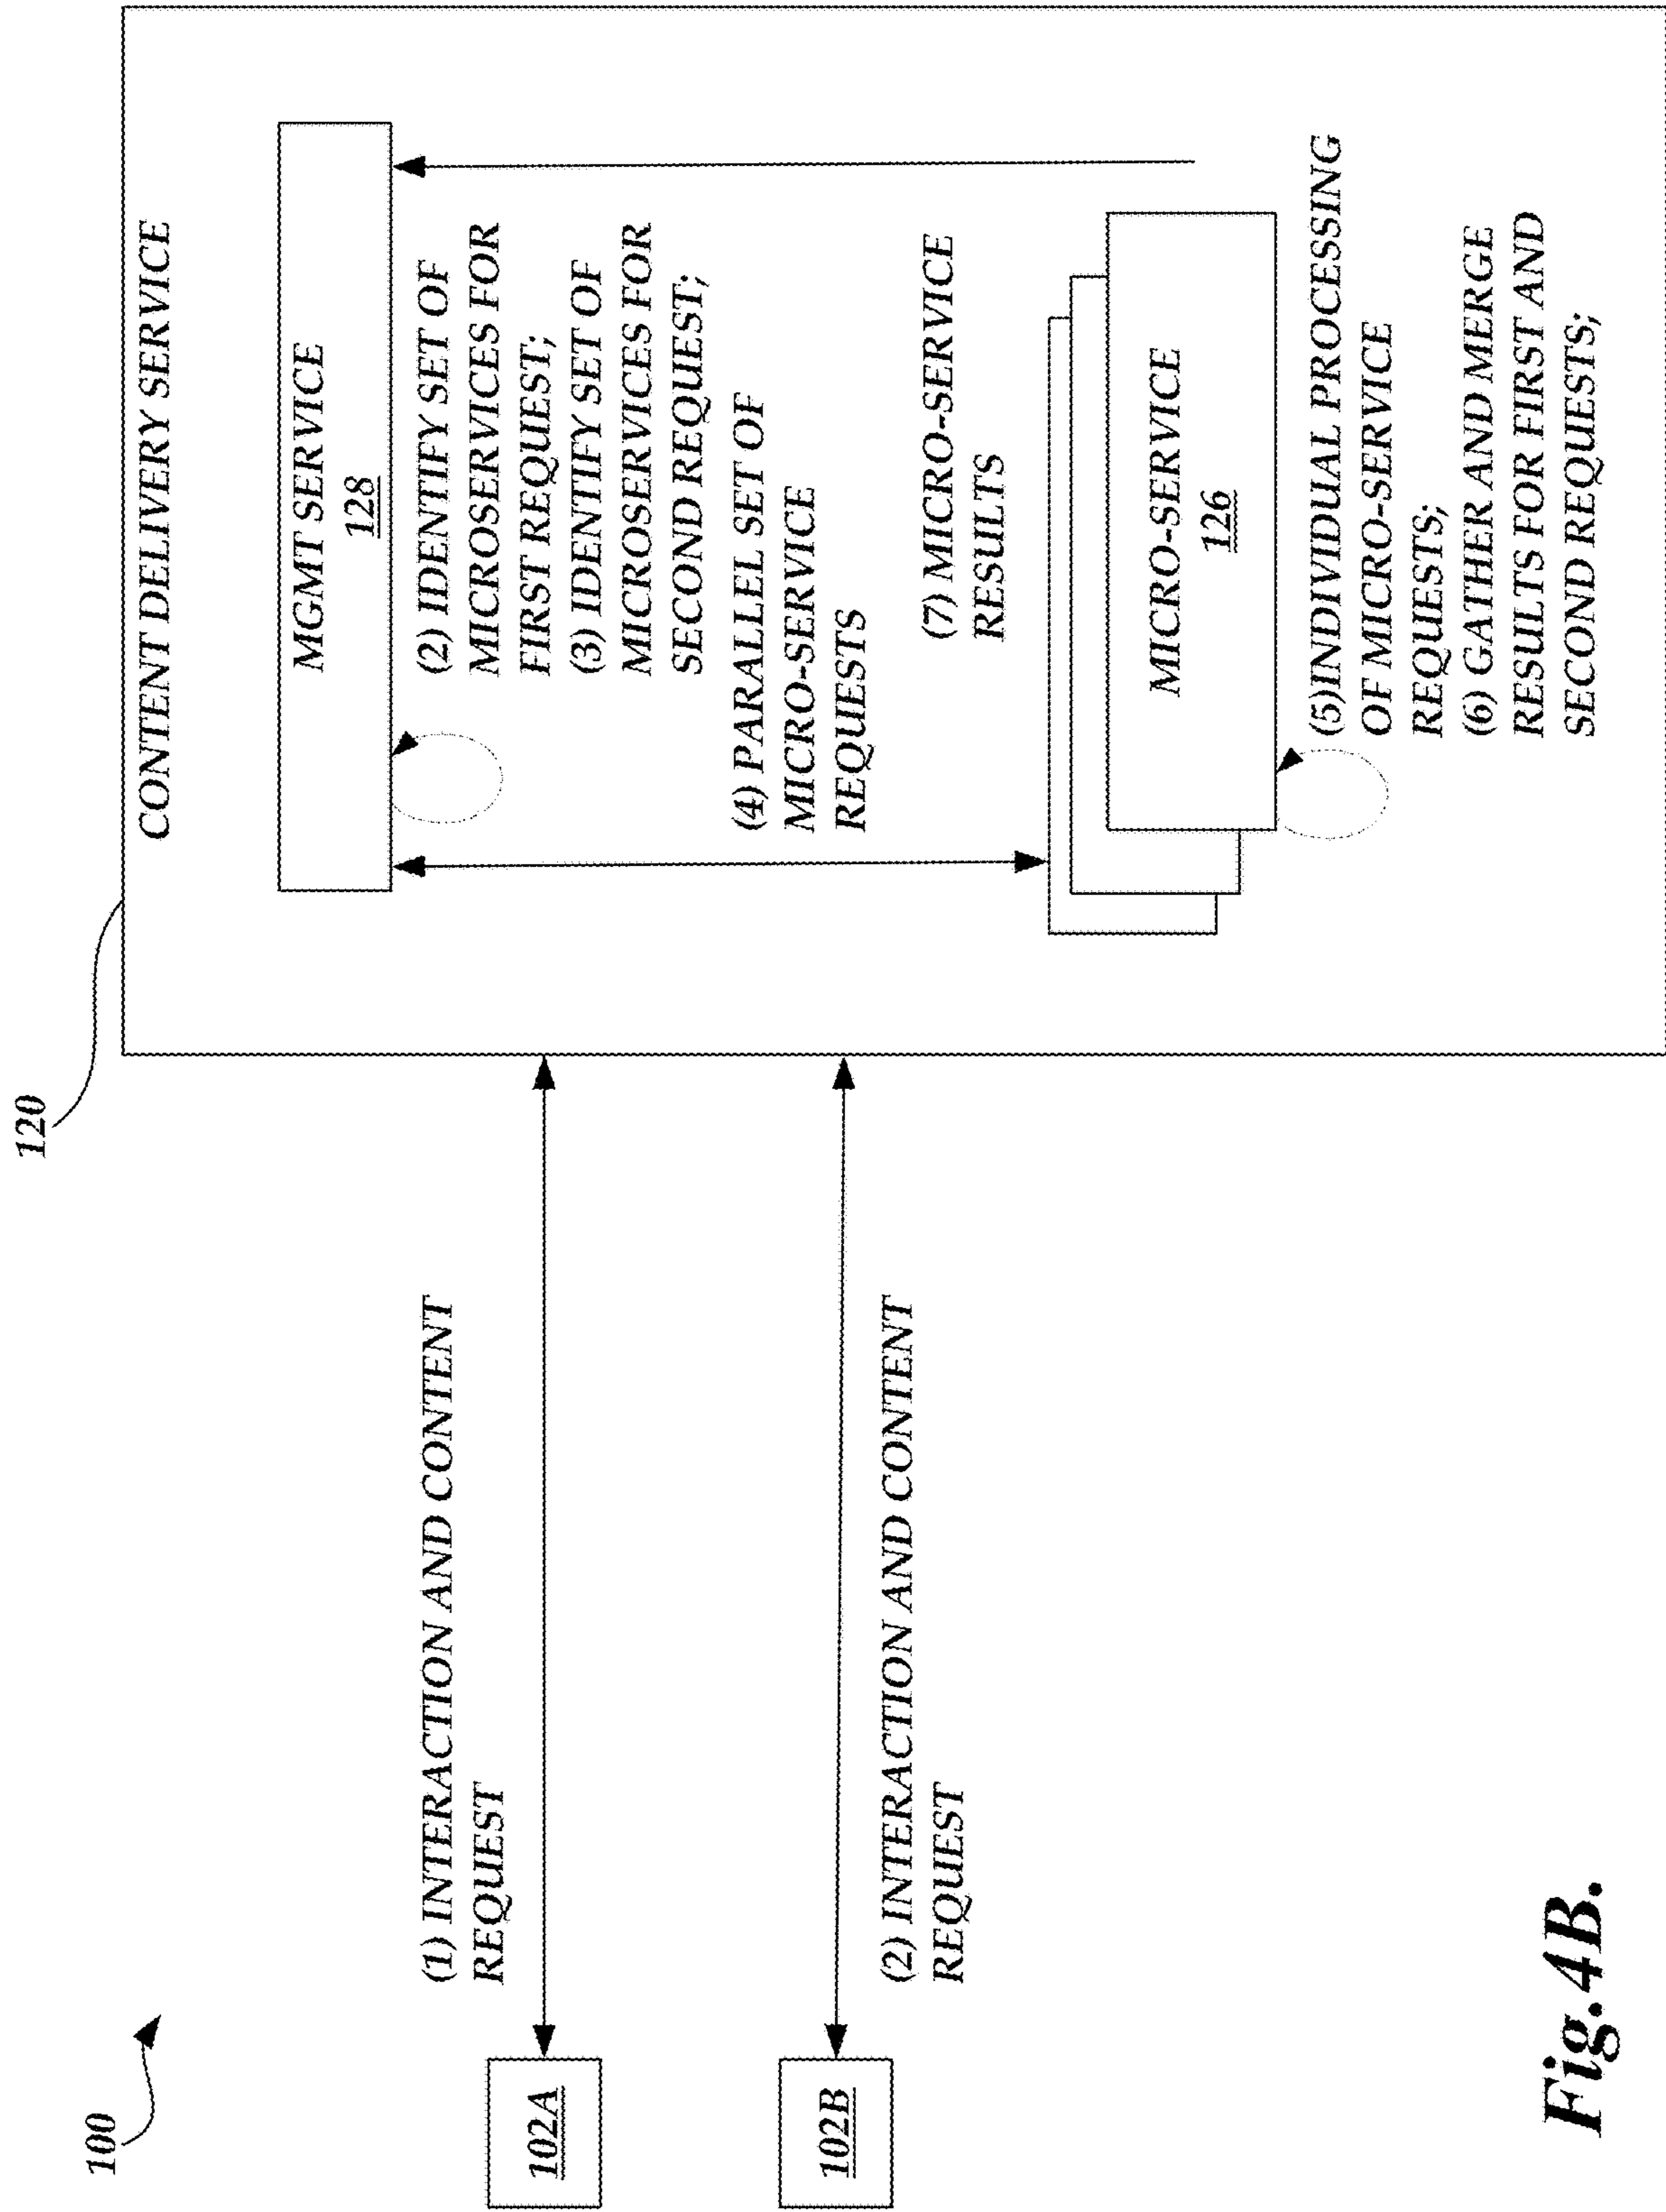 100
120
CONTENT DELIVERY SERVICE
MGMT SERVICE
128
(1) INTERACTION AND CONTENT
REQUEST
102A
(2) INTERACTION AND CONTENT
REQUEST
102B
(2) IDENTIFY SET OF
MICROSERVICES FOR
FIRST REQUEST;
(3) IDENTIFY SET OF
MICROSERVICES FOR
SECOND REQUEST;
(4) PARALLEL SET OF
MICRO-SERVICE
REQUESTS
(7) MICRO-SERVICE
RESULTS
MICRO-SERVICE
126
(5)INDIVIDUAL PROCESSING
OF MICRO-SERVICE
REQUESTS;
(6) GATHER AND MERGE
RESULTS FOR FIRST AND
SECOND REQUESTS;
Fig.4B.